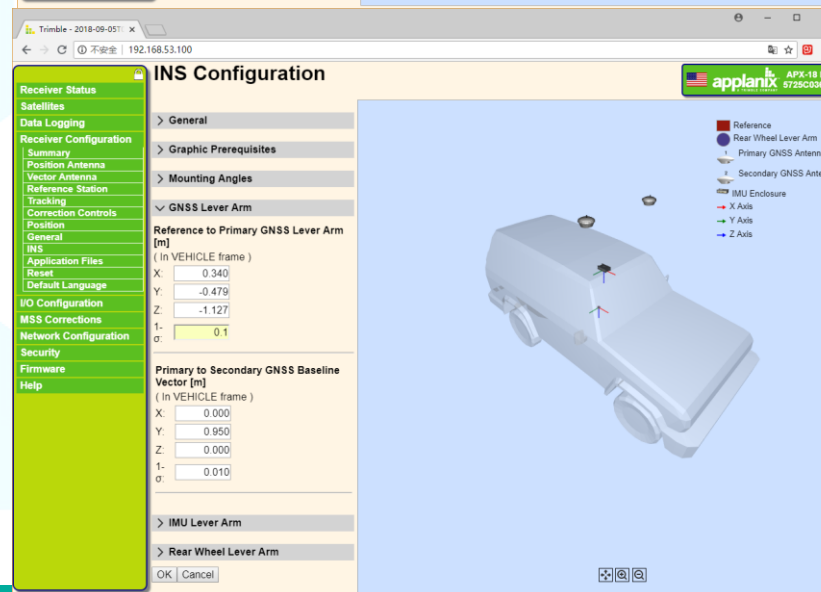 Trimble - 2018-09-05T
不安全 | 192.168.53.100
INS Configuration
applanix
A TRIMBLE COMPANY
APX-18
Receiver Status
Satellites
Data Logging
Receiver Configuration
Summary
Position Antenna
Vector Antenna
Reference Station
Tracking
Correction Controls
Position
General
INS
Application Files
Reset
Default Language
I/O Configuration
MSS Corrections
Network Configuration
Security
Firmware
Help
General
Graphic Prerequisites
Mounting Angles
GNSS Lever Arm
Reference to Primary GNSS Lever Arm
[m]
( In VEHICLE frame )
X: 0.340
Y: -0.479
Z: -1.127
1-
σ: 0.1
Primary to Secondary GNSS Baseline
Vector [m]
( In VEHICLE frame )
X: 0.000
Y: 0.950
Z: 0.000
1-
σ: 0.010
IMU Lever Arm
Rear Wheel Lever Arm
OK Cancel
Reference
Rear Wheel Lever Arm
Primary GNSS Antenn
Secondary GNSS Ante
IMU Enclosure
X Axis
Y Axis
Z Axis